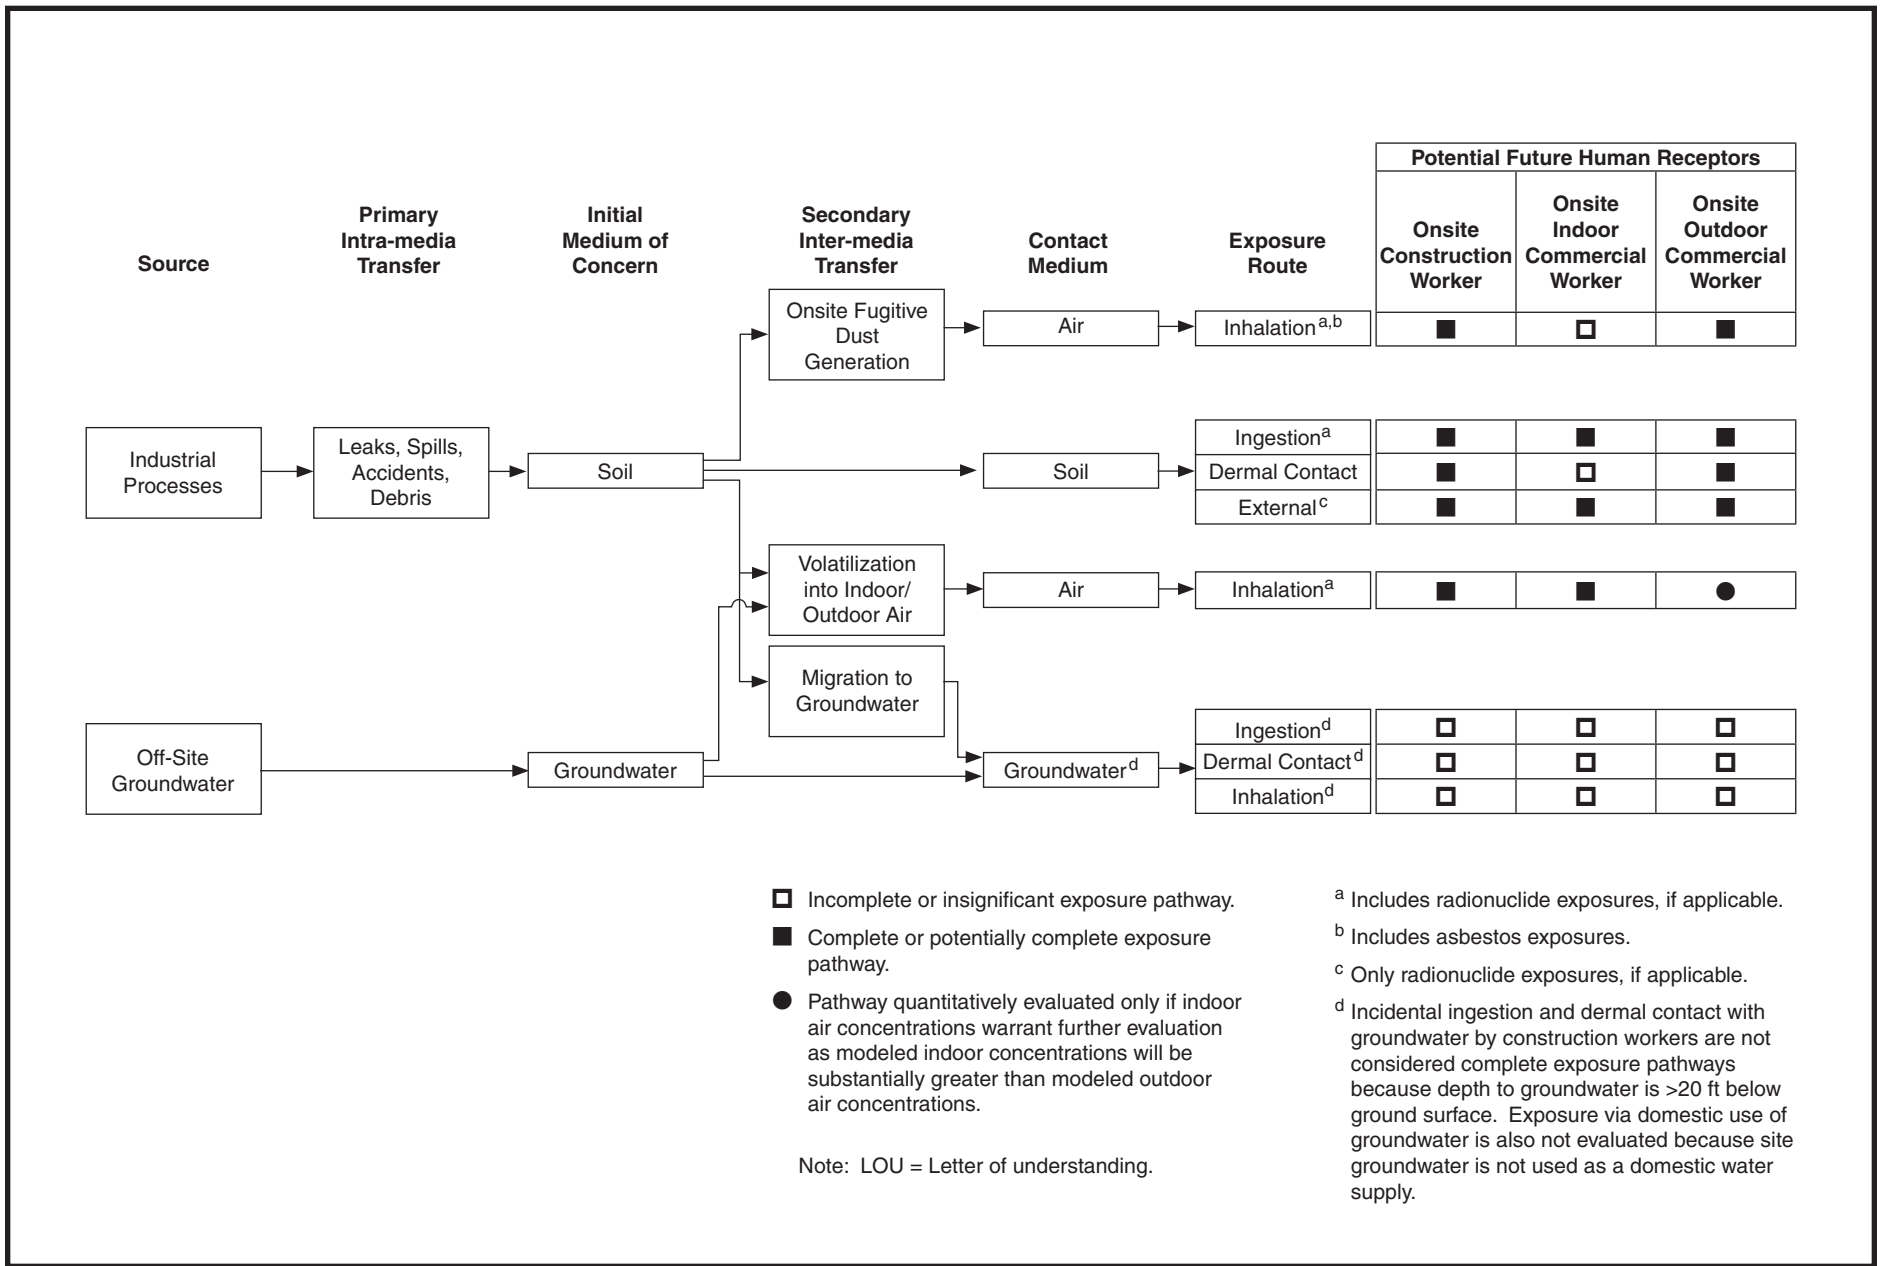 Potential Future Human Receptors
Source
Primary
Intra-media
Transfer
Initial
Medium of
Concern
Secondary
Inter-media
Transfer
Contact
Medium
Exposure
Route
Onsite
Construction
Worker
Onsite
Indoor
Commercial
Worker
Onsite
Outdoor
Commercial
Worker
Onsite Fugitive
Dust
Generation
Air
Inhalation a,b
Industrial
Processes
Leaks, Spills,
Accidents,
Debris
Soil
Soil
Ingestion a
Dermal Contact
External c
Volatilization
into Indoor/
Outdoor Air
Air
Inhalation a
Migration to
Groundwater
Off-Site
Groundwater
Groundwater
Groundwater d
Ingestion d
Dermal Contact d
Inhalation d
Incomplete or insignificant exposure pathway.
Complete or potentially complete exposure
pathway.
Pathway quantitatively evaluated only if indoor
air concentrations warrant further evaluation
as modeled indoor concentrations will be
substantially greater than modeled outdoor
air concentrations.
Note: LOU = Letter of understanding.
a Includes radionuclide exposures, if applicable.
b Includes asbestos exposures.
c Only radionuclide exposures, if applicable.
d Incidental ingestion and dermal contact with
groundwater by construction workers are not
considered complete exposure pathways
because depth to groundwater is >20 ft below
ground surface. Exposure via domestic use of
groundwater is also not evaluated because site
groundwater is not used as a domestic water
supply.